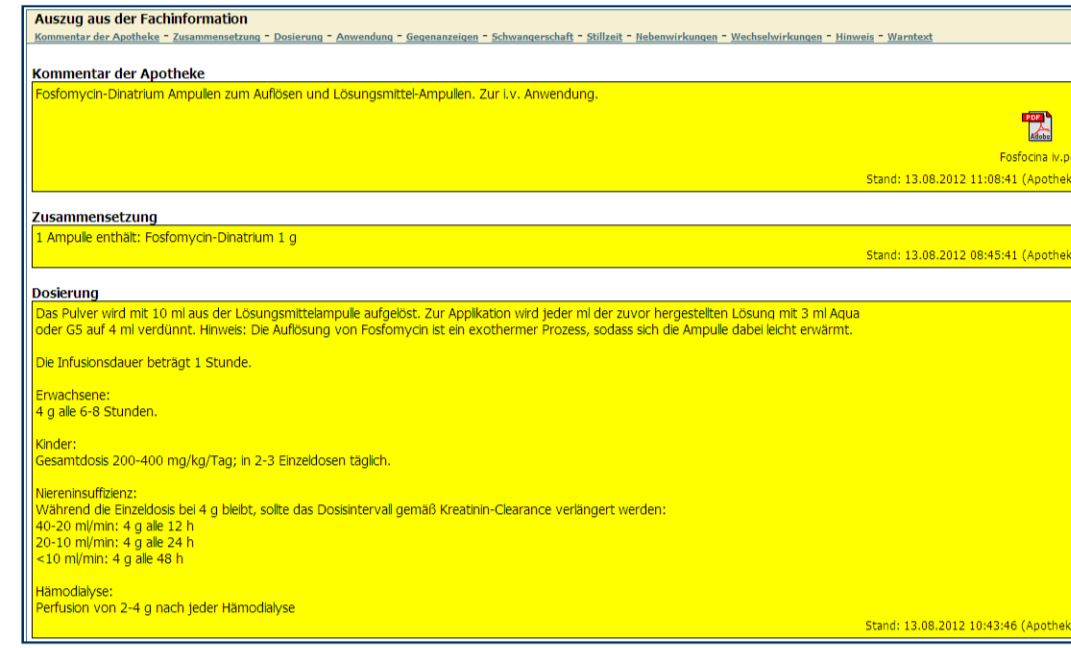 Auszug aus der Fachinformation
Kommentar der Apotheke - Zusammensetzung - Dosierung - Anwendung - Gegenanzeigen - Schwangerschaft - Stillzeit - Nebenwirkungen - Wechselwirkungen - Hinweis - Warntext
Kommentar der Apotheke
Fosfomycin-Dinatrium Ampullen zum Auflösen und Lösungsmittel-Ampullen. Zur i.v. Anwendung.
PDF
Adobe
Fosfocina iv.p
Stand: 13.08.2012 11:08:41 (Apothek
Zusammensetzung
1 Ampulle enthält: Fosfomycin-Dinatrium 1 g
Stand: 13.08.2012 08:45:41 (Apothek
Dosierung
Das Pulver wird mit 10 ml aus der Lösungsmittelampulle aufgelöst. Zur Applikation wird jeder ml der zuvor hergestellten Lösung mit 3 ml Aqua
oder G5 auf 4 ml verdünnt. Hinweis: Die Auflösung von Fosfomycin ist ein exothermer Prozess, sodass sich die Ampulle dabei leicht erwärmt.
Die Infusionsdauer beträgt 1 Stunde.
Erwachsene:
4 g alle 6-8 Stunden.
Kinder:
Gesamtdosis 200-400 mg/kg/Tag; in 2-3 Einzeldosen täglich.
Niereninsuffizienz:
Während die Einzeldosis bei 4 g bleibt, sollte das Dosisintervall gemäß Kreatinin-Clearance verlängert werden:
40-20 ml/min: 4 g alle 12 h
20-10 ml/min: 4 g alle 24 h
<10 ml/min: 4 g alle 48 h
Hämodialyse:
Perfusion von 2-4 g nach jeder Hämodialyse
Stand: 13.08.2012 10:43:46 (Apothek